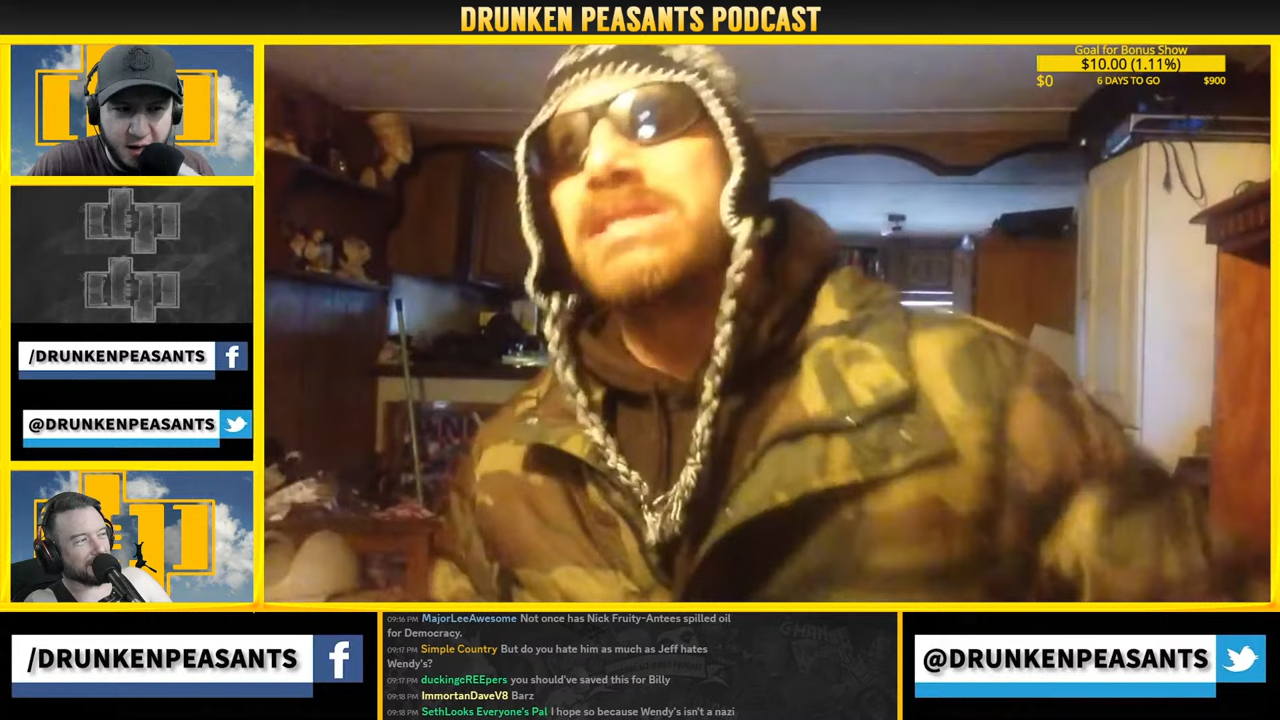 DRUNKEN PEASANTS PODCAST
Goal for Bonus Show
$10.00 (1.11%)
$0
6 DAYS TO GO
$900
/DRUNKENPEASANTS
@DRUNKENPEASANTS
/DRUNKENPEASANTS
09:16 PM MajorLeeAwesome Not once has Nick Fruity-Antees spilled oil
for Democracy.
09:17 PM Simple Country But do you hate him as much as Jeff hates
Wendy's?
09:17 PM duckingcREEpers you should've saved this for Billy
09:18 PM ImmortanDaveV8 Barz
09:18 PM SethLooks Everyone's Pal I hope so because Wendy's isn't a nazi
@DRUNKENPEASANTS